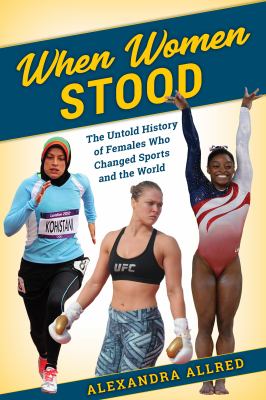 When Women
STOOD
The Untold History
of Females Who
Changed Sports
and the World
London 2012
KOHISTANI
UFC
ALEXANDRA ALLRED